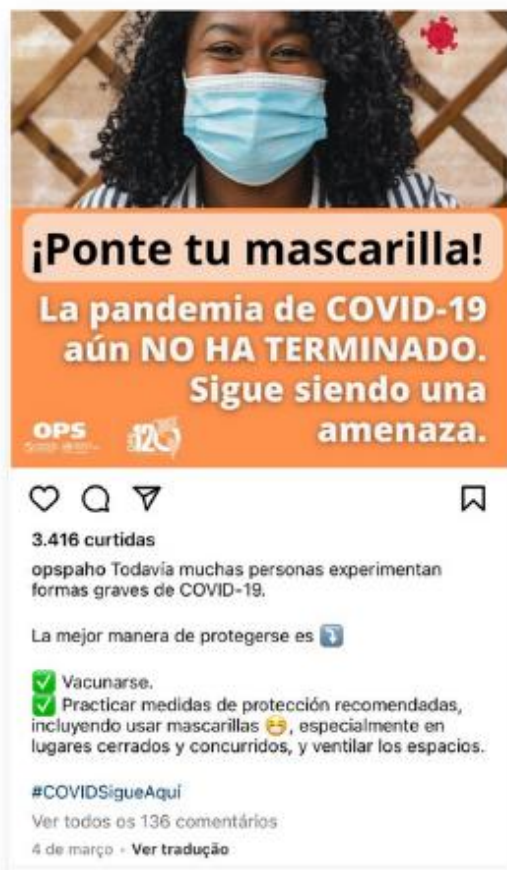 ¡Ponte tu mascarilla!
La pandemia de COVID-19
aún NO HA TERMINADO.
Sigue siendo una
amenaza.
OPS
120
3.416 curtidas
opspaho Todavía muchas personas experimentan
formas graves de COVID-19.
La mejor manera de protegerse es ⤵️
✅ Vacunarse.
✅ Practicar medidas de protección recomendadas,
incluyendo usar mascarillas 😷, especialmente en
lugares cerrados y concurridos, y ventilar los espacios.
#COVIDSigueAquí
Ver todos os 136 comentários
4 de março · Ver tradução